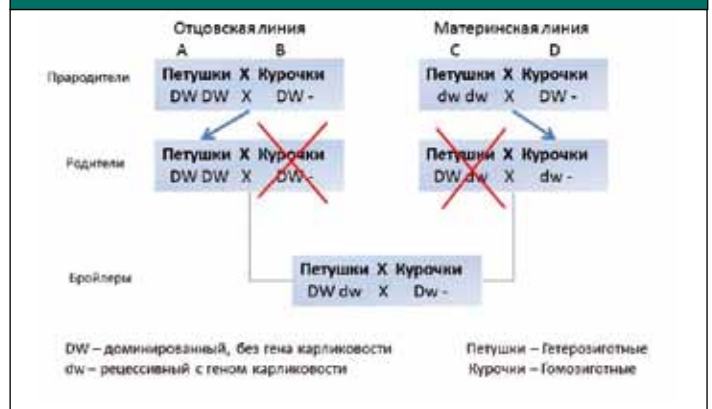 Отцовская линия
Материнская линия
A B
C D
Прародители
Петушки X Курочки
DW DW X DW -
Петушки X Курочки
dw dw X DW -
Родители
Петушки X Курочки
DW DW X DW -
Петушки X Курочки
DW dw X dw -
Бройлеры
Петушки X Курочки
DW dw X Dw -
DW – доминированный, без гена карликовости
dw – рецессивный с геном карликовости
Петушки – Гетерозиготные
Курочки – Гомозиготные